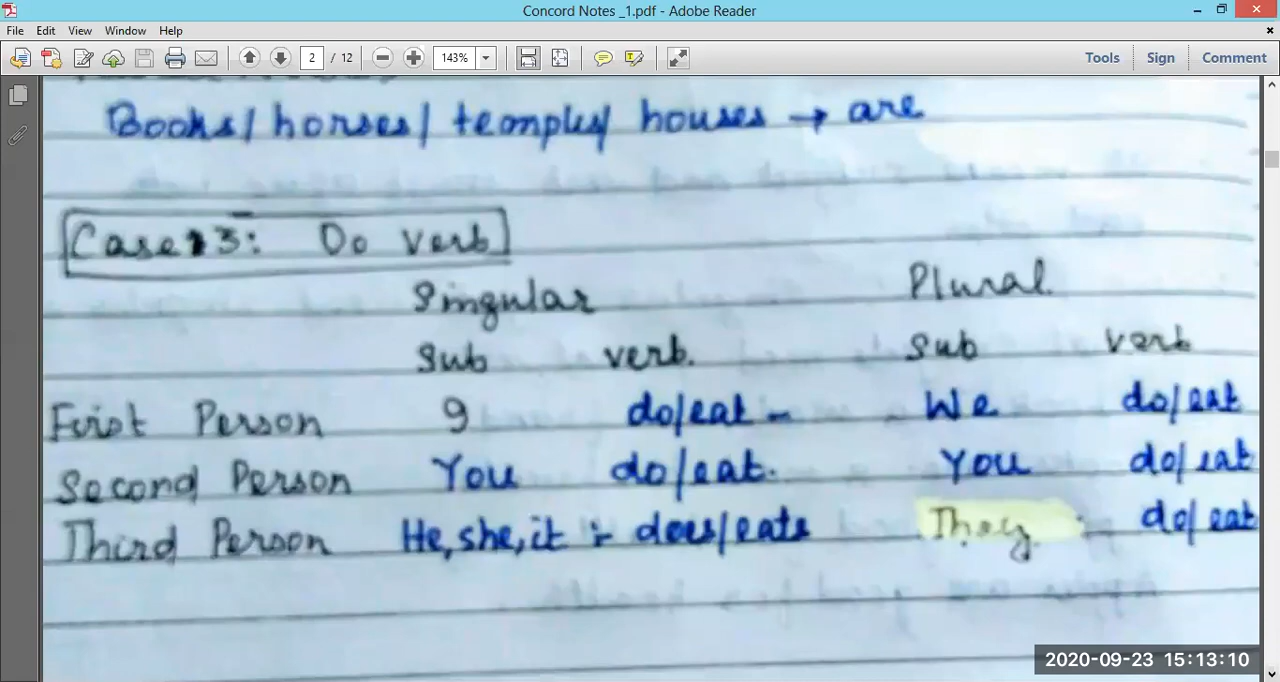 Concord Notes _1.pdf - Adobe Reader
File Edit View Window Help
2 / 12 143% Tools Sign Comment
Books/ horses/ temples/ houses → are
Case 3: Do verb
Singular Plural
Sub verb. Sub verb
First Person I do/eat - We do/eat
Second Person You do/eat. You do/eat
Third Person He, she, it :- does/eats They :- do/eat
2020-09-23 15:13:10